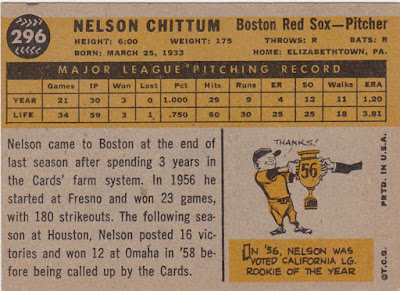 296
NELSON CHITTUM Boston Red Sox—Pitcher
HEIGHT: 6:00 WEIGHT: 175 THROWS: R BATS: R
BORN: MARCH 25, 1933 HOME: ELIZABETHTOWN, PA.
MAJOR LEAGUE PITCHING RECORD
Games IP Won Lost Pct. Hits Runs ER SO Walks ERA
YEAR 21 30 3 0 1.000 29 9 4 12 11 1.20
LIFE 34 59 3 1 .750 60 30 25 25 18 3.81
Nelson came to Boston at the end of
last season after spending 3 years in
the Cards' farm system. In 1956 he
started at Fresno and won 23 games,
with 180 strikeouts. The following sea-
son at Houston, Nelson posted 16 vic-
tories and won 12 at Omaha in '58 be-
fore being called up by the Cards.
THANKS!
56
IN '56, NELSON WAS
VOTED CALIFORNIA LG.
ROOKIE OF THE YEAR
©T.C.G. PRTD. IN U.S.A.